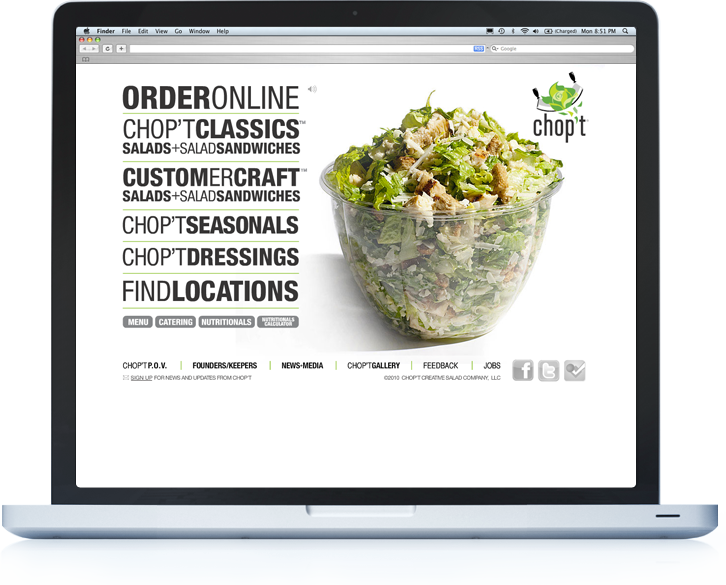 Finder File Edit View Go Window Help
(Charged) Mon 8:51 PM
Google
ORDERONLINE
CHOP'TCLASSICS™
SALADS+SALADSANDWICHES
CUSTOMERCRAFT™
SALADS+SALADSANDWICHES
CHOP'TSEASONALS
CHOP'TDRESSINGS
FINDLOCATIONS
MENU CATERING NUTRITIONALS NUTRITIONALS
CALCULATOR
chop't
CHOP'TP.O.V. | FOUNDERS/KEEPERS | NEWS-MEDIA | CHOP'TGALLERY | FEEDBACK | JOBS
SIGN UP FOR NEWS AND UPDATES FROM CHOP'T ©2010 CHOP'T CREATIVE SALAD COMPANY, LLC
f t